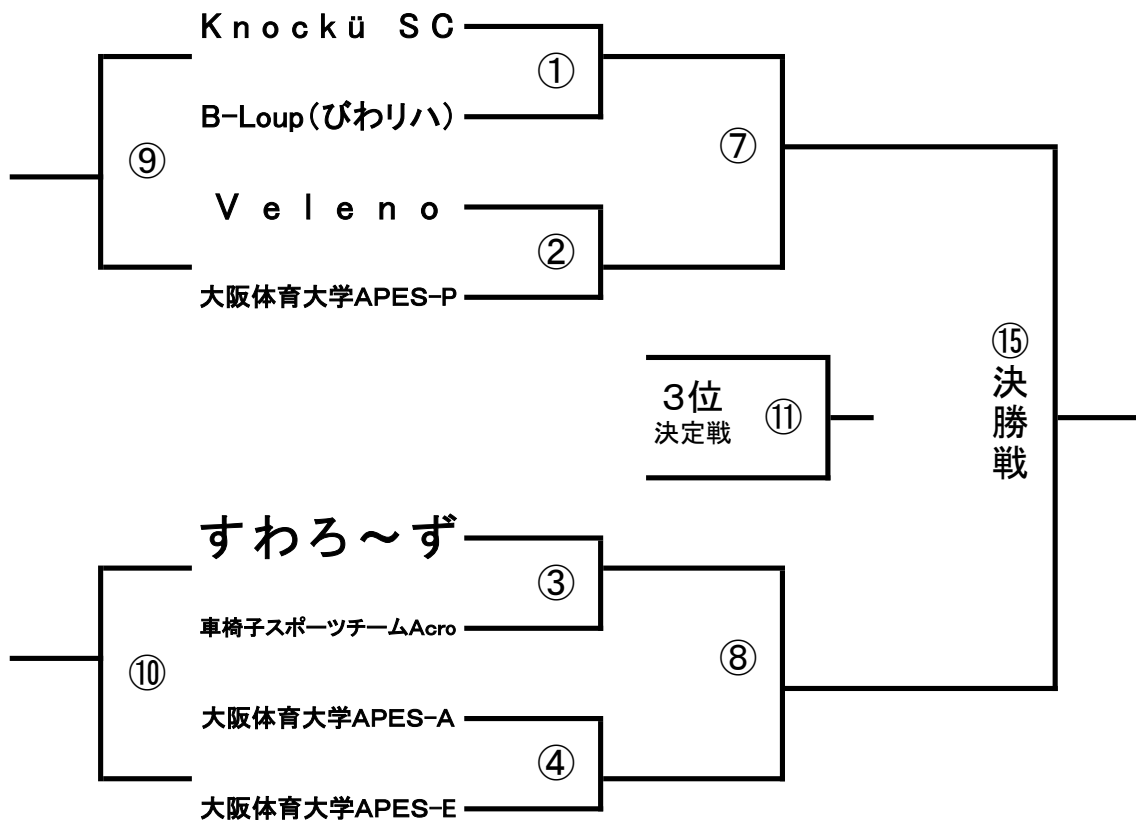 Knockü SC
①
B-Loup（びわリハ）
⑦
⑨
Veleno
②
大阪体育大学APES-P
⑮
決勝戦
3位
決定戦
⑪
すわろ～ず
③
車椅子スポーツチームAcro
⑧
⑩
大阪体育大学APES-A
④
大阪体育大学APES-E